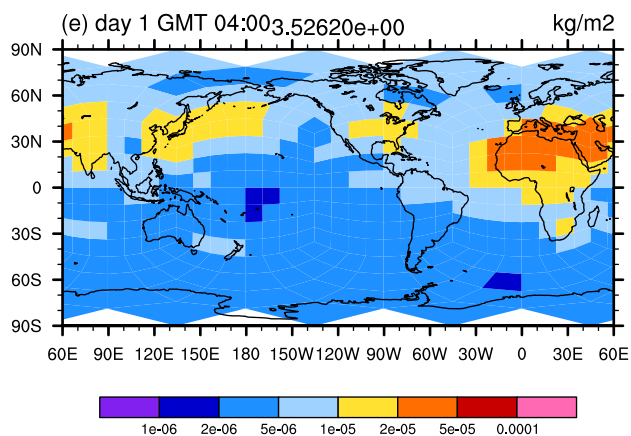 (e) day 1 GMT 04:00 3.52620e+00 kg/m2
90N
60N
30N
0
30S
60S
90S
60E 90E 120E 150E 180 150W 120W 90W 60W 30W 0 30E 60E
1e-06 2e-06 5e-06 1e-05 2e-05 5e-05 0.0001